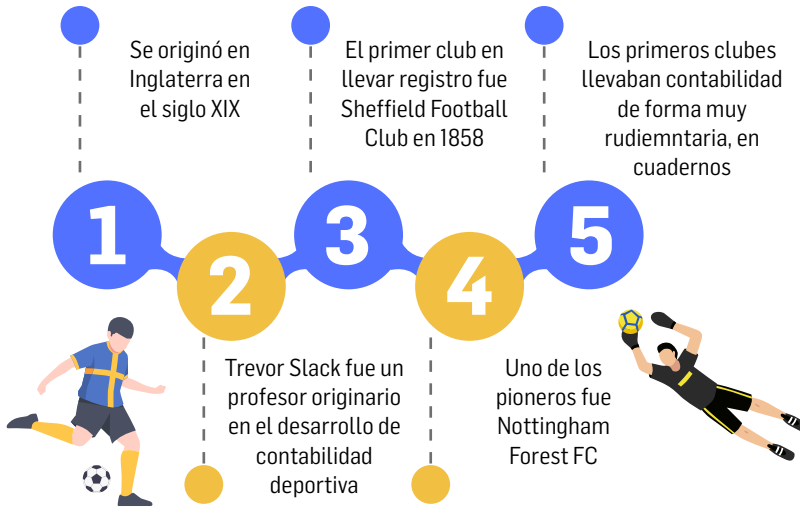 Se originó en
Inglaterra en
el siglo XIX
El primer club en
llevar registro fue
Sheffield Football
Club en 1858
Los primeros clubes
llevaban contabilidad
de forma muy
rudiemntaria, en
cuadernos
1
2
3
4
5
Trevor Slack fue un
profesor originario
en el desarrollo de
contabilidad
deportiva
Uno de los
pioneros fue
Nottingham
Forest FC